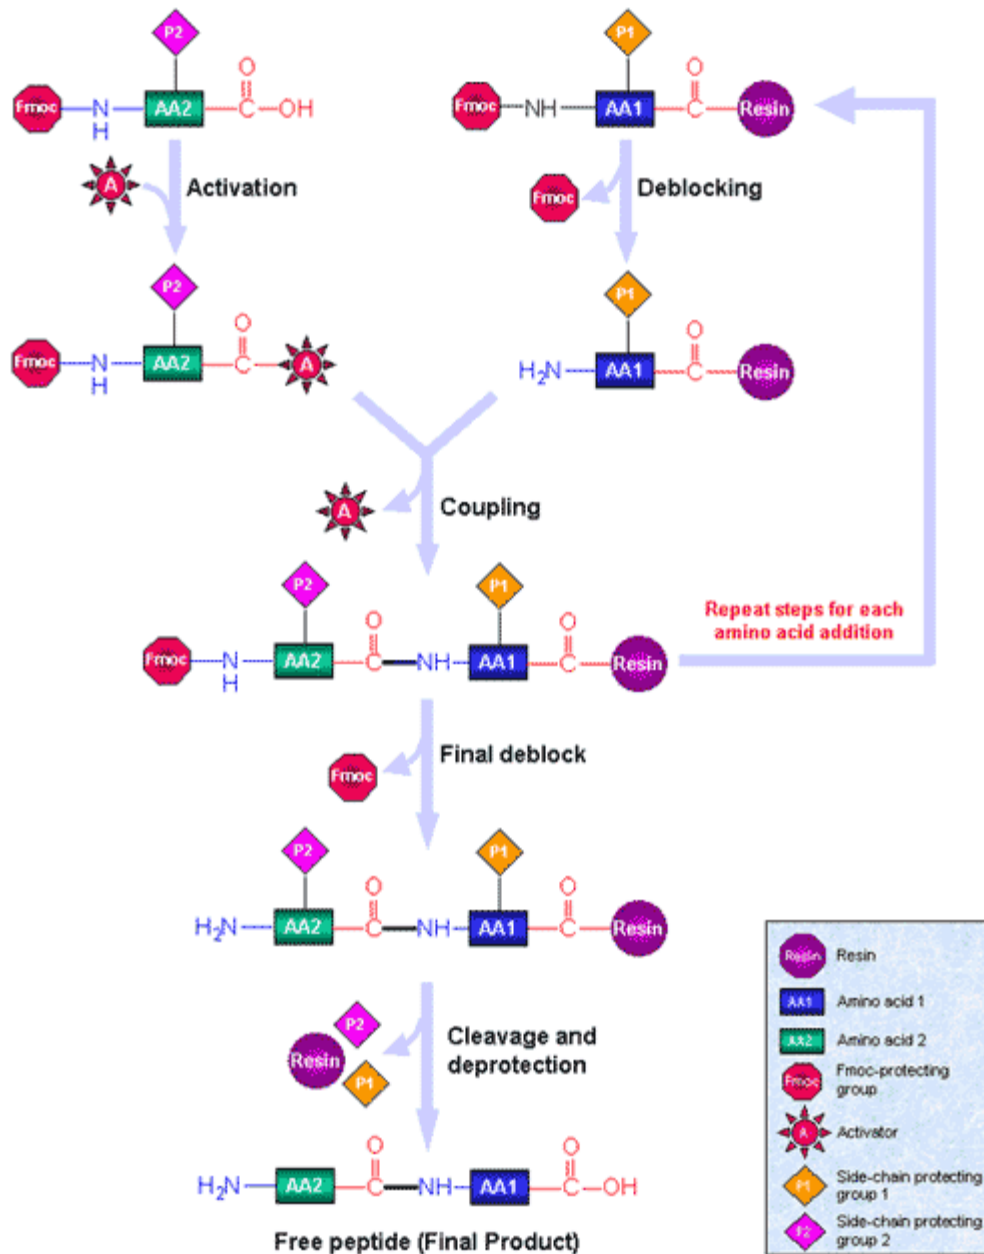 P2
P1
Fmoc N H AA2 C O OH
Fmoc NH AA1 C O Resin
A Activation
Fmoc Deblocking
P2
P1
Fmoc N H AA2 C O A
H₂N AA1 C O Resin
A Coupling
P2
P1
Repeat steps for each
amino acid addition
Fmoc N H AA2 C O NH AA1 C O Resin
Fmoc Final deblock
P2
P1
H₂N AA2 C O NH AA1 C O Resin
P2
Resin
P1
Cleavage and
deprotection
H₂N AA2 C O NH AA1 C O OH
Free peptide (Final Product)
Resin Resin
AA1 Amino acid 1
AA2 Amino acid 2
Fmoc Fmoc-protecting
group
A Activator
P1 Side-chain protecting
group 1
P2 Side-chain protecting
group 2